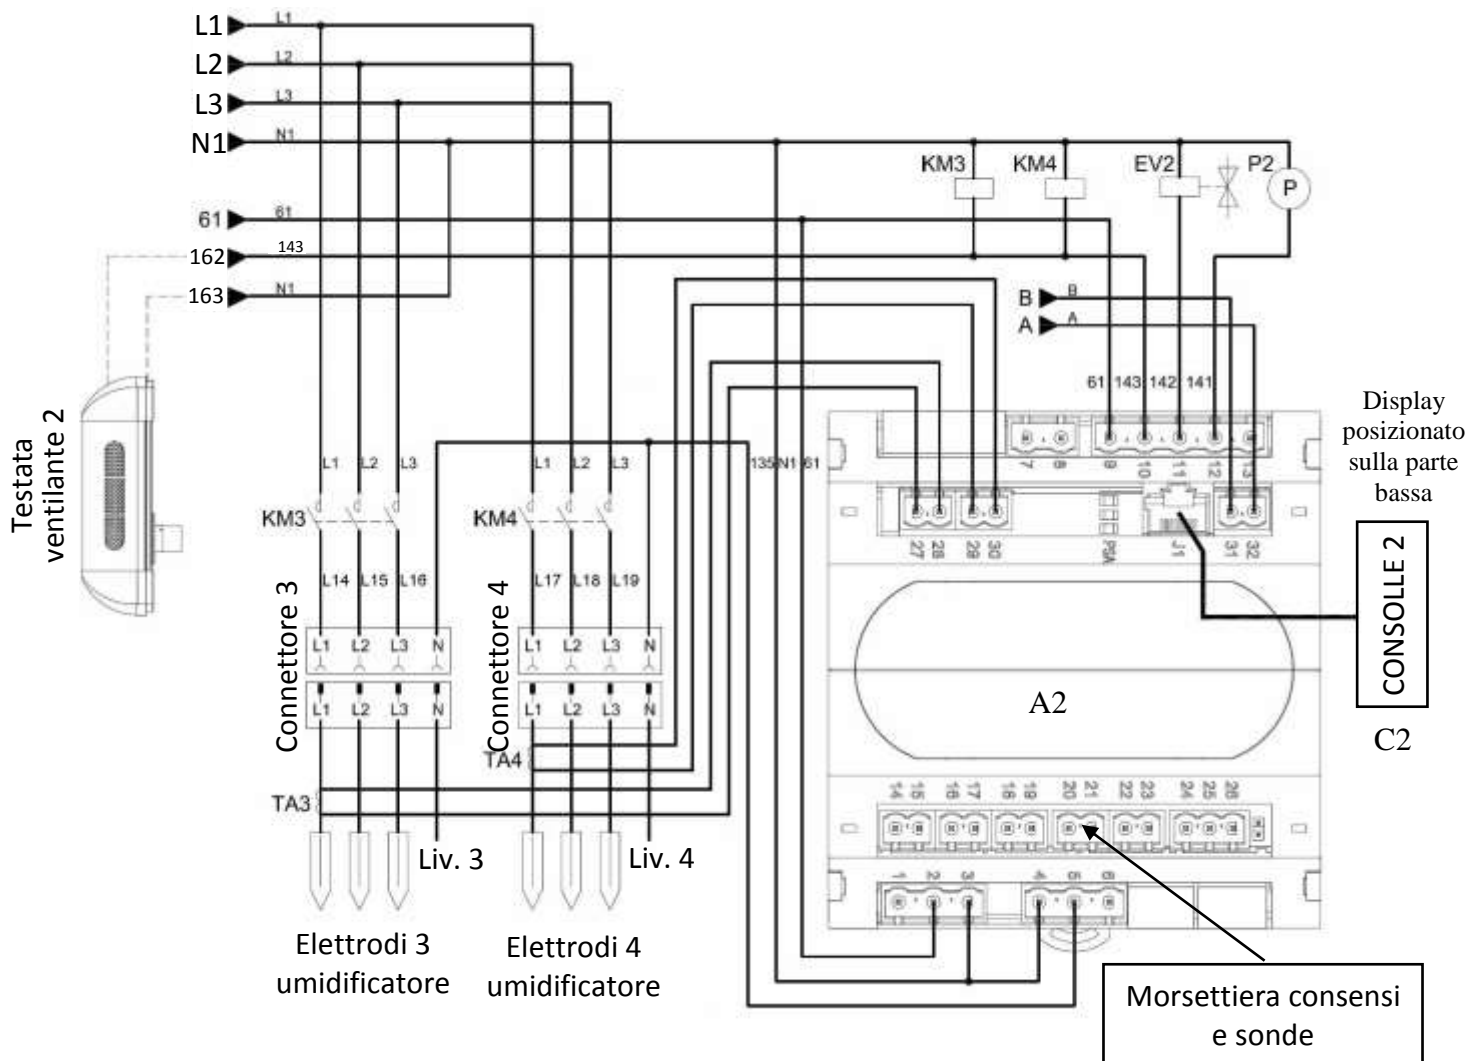 L1
L1
L2
L2
L3
L3
N1
N1
KM3
KM4
EV2
P2
P
61
61
162
143
163
N1
B
B
A
A
61
143
142
141
Testata
ventilante 2
Display
posizionato
sulla parte
bassa
7
8
9
10
11
12
13
L1
L2
L3
L1
L2
L3
135
N1
61
KM3
KM4
27
28
29
30
J1
31
32
CONSOLLE 2
C2
L14
L15
L16
L17
L18
L19
Connettore 3
L1
L2
L3
N
L1
L2
L3
N
Connettore 4
L1
L2
L3
N
L1
L2
L3
N
A2
TA4
TA3
14
15
16
17
18
19
20
21
22
23
24
25
26
Liv. 3
Liv. 4
1
2
3
4
5
6
Elettrodi 3
umidificatore
Elettrodi 4
umidificatore
Morsettiera consensi
e sonde